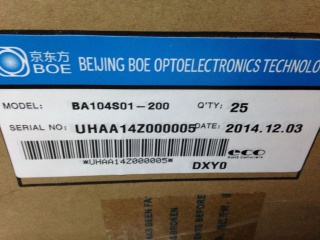 京东方
BOE
BEIJING BOE OPTOELECTRONICS TECHNOLO
MODEL: BA104S01-200 Q'TY: 25
SERIAL NO: UHAA14Z000005 DATE: 2014.12.03
*UHAA14Z000005*
eco
DXY0